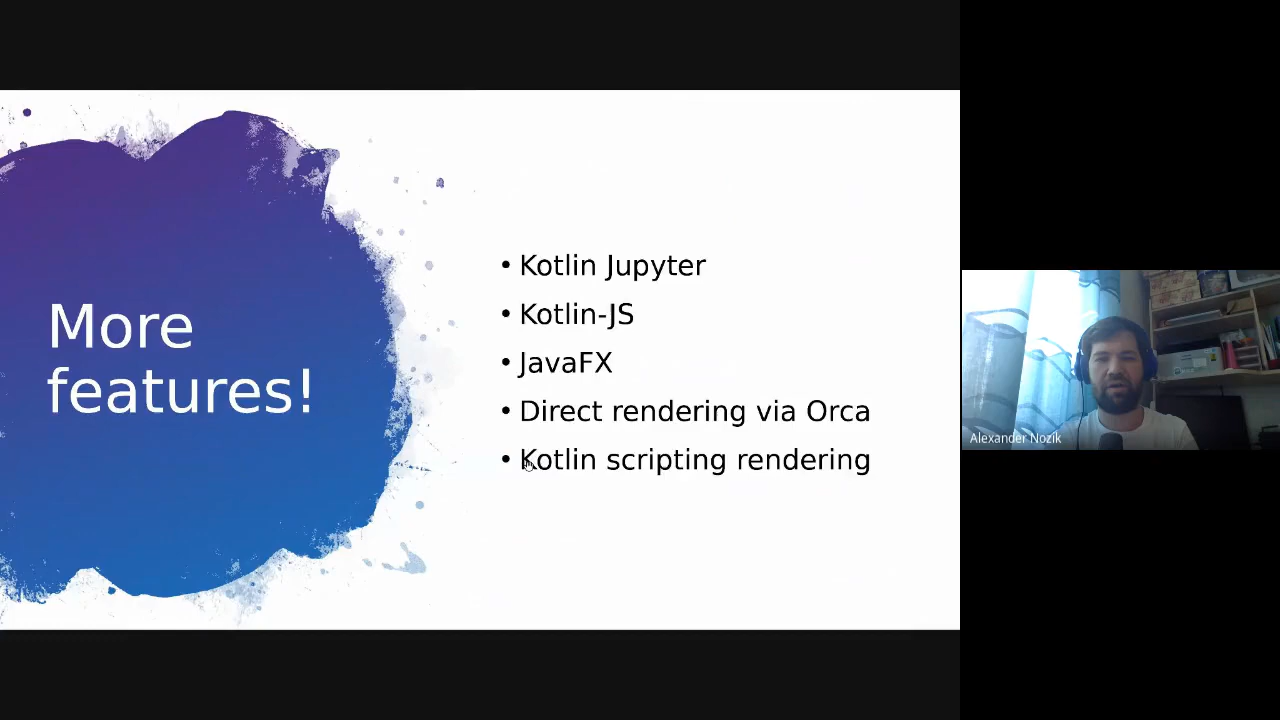 More
features!
• Kotlin Jupyter
• Kotlin-JS
• JavaFX
• Direct rendering via Orca
• Kotlin scripting rendering
Alexander Nozik